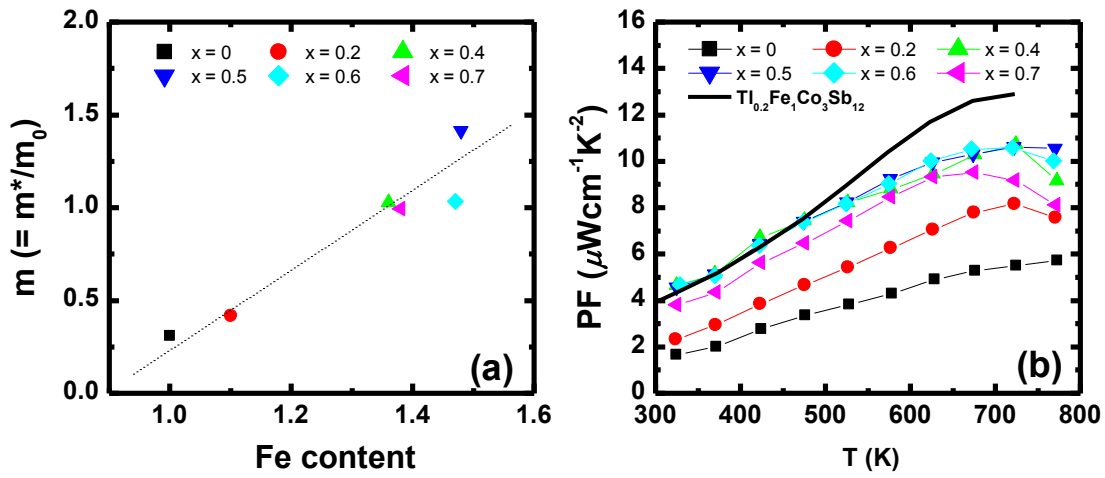 2.0
1.5
1.0
0.5
0.0
m (= m*/m0)
x = 0 x = 0.2 x = 0.4
x = 0.5 x = 0.6 x = 0.7
(a)
1.0 1.2 1.4 1.6
Fe content
16
14
12
10
8
6
4
2
0
PF (μWcm-1K-2)
x = 0 x = 0.2 x = 0.4
x = 0.5 x = 0.6 x = 0.7
Tl0.2Fe1Co3Sb12
(b)
300 400 500 600 700 800
T (K)